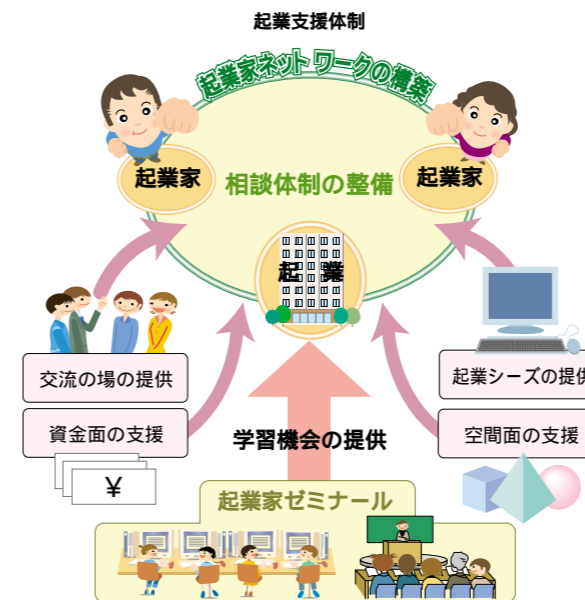 起業支援体制
起業家ネットワークの構築
起業家
相談体制の整備
起業家
起業
交流の場の提供
起業シーズの提供
資金面の支援
空間面の支援
学習機会の提供
¥
起業家ゼミナール